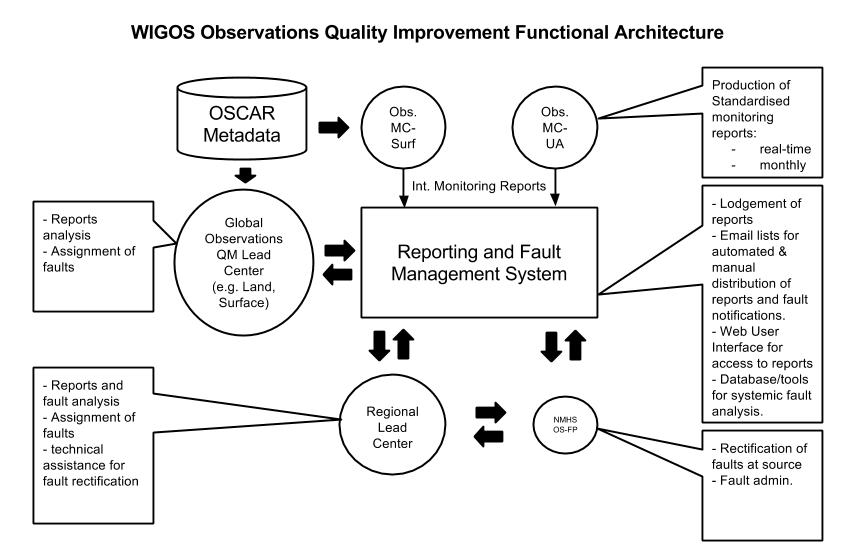 WIGOS Observations Quality Improvement Functional Architecture
OSCAR
Metadata
Obs.
MC-
Surf
Obs.
MC-
UA
Production of
Standardised
monitoring
reports:
- real-time
- monthly
Int. Monitoring Reports
- Reports
analysis
- Assignment of
faults
Global
Observations
QM Lead
Center
(e.g. Land,
Surface)
Reporting and Fault
Management System
- Lodgement of
reports
- Email lists for
automated &
manual
distribution of
reports and fault
notifications.
- Web User
Interface for
access to reports
- Database/tools
for systemic fault
analysis.
- Reports and
fault analysis
- Assignment of
faults
- technical
assistance for
fault rectification
Regional
Lead
Center
NMHS
OS-FP
- Rectification of
faults at source
- Fault admin.